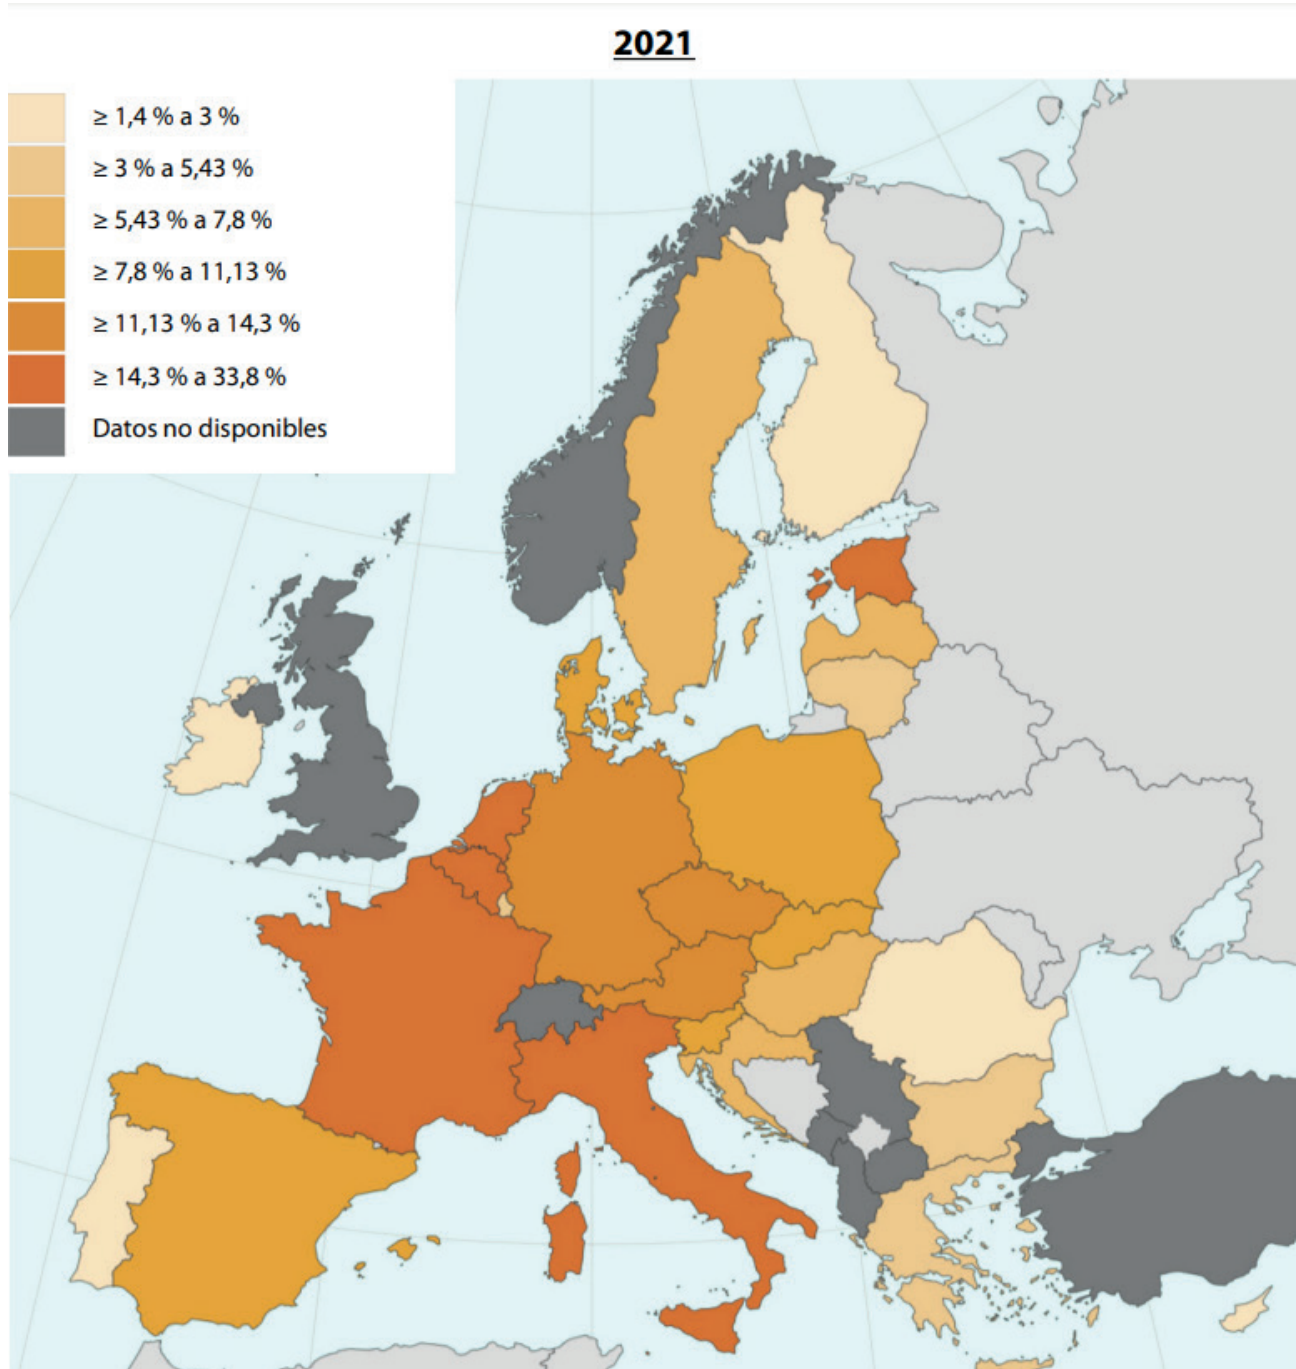 2021
≥ 1,4 % a 3 %
≥ 3 % a 5,43 %
≥ 5,43 % a 7,8 %
≥ 7,8 % a 11,13 %
≥ 11,13 % a 14,3 %
≥ 14,3 % a 33,8 %
Datos no disponibles